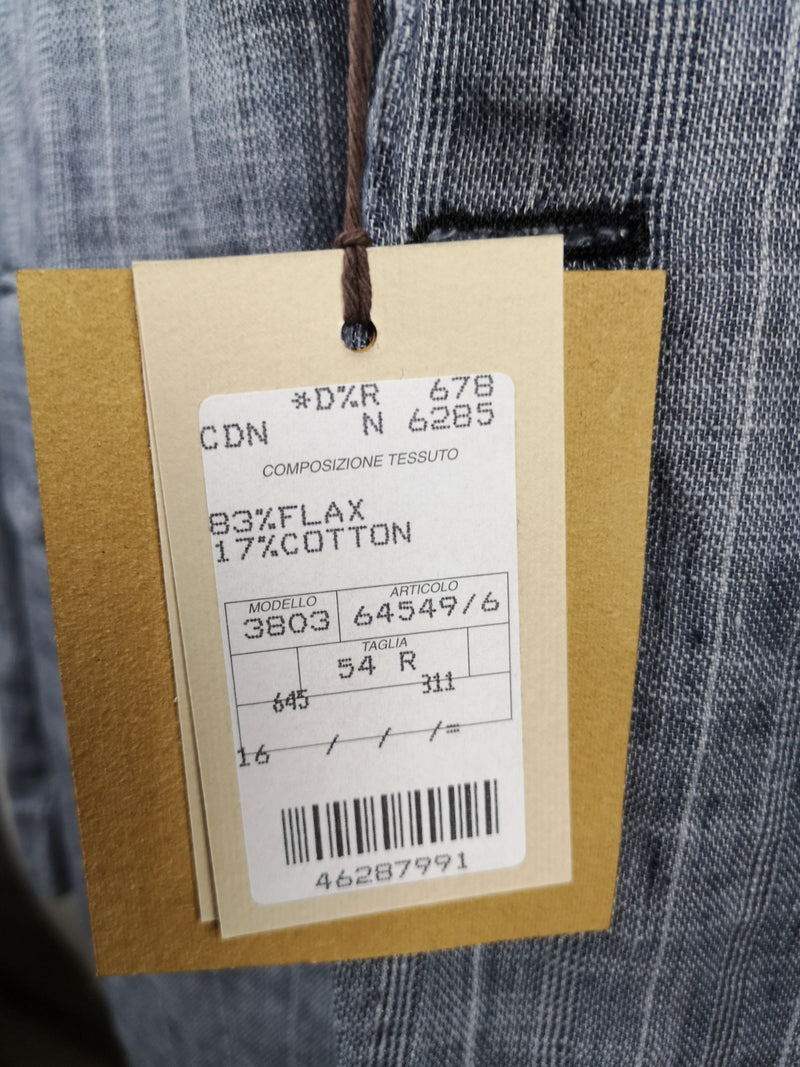 *D%R 678
CDN N 6285
COMPOSIZIONE TESSUTO
83%FLAX
17%COTTON
MODELLO ARTICOLO
3803 64549/6
TAGLIA
54 R
645 311
16 / / /=
46287991